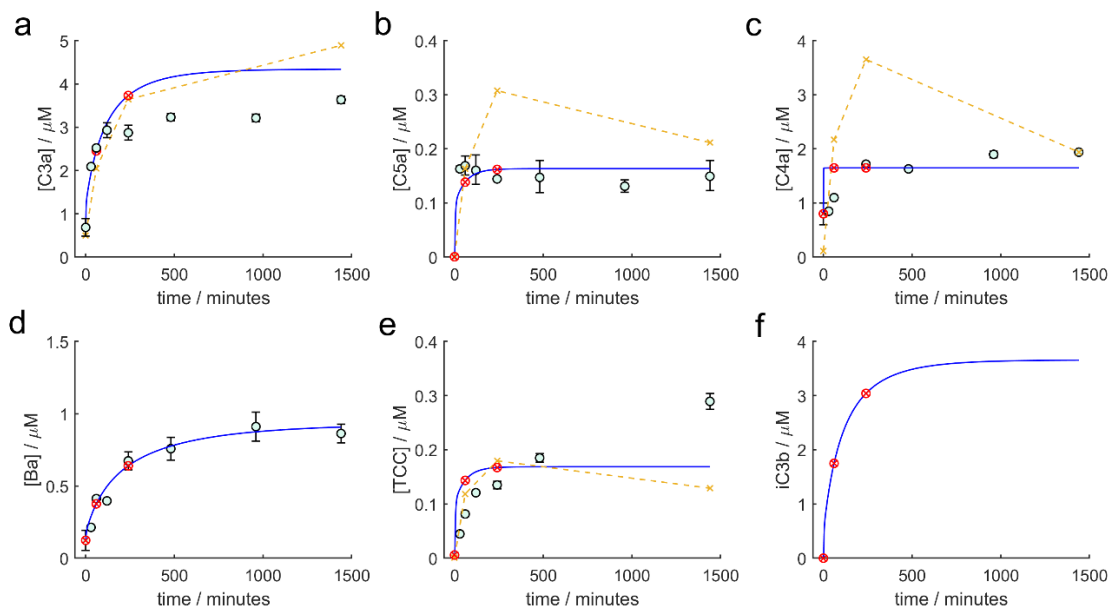 a
5
4
3
2
1
0
[C3a] / μM
0 500 1000 1500
time / minutes
b
0.4
0.3
0.2
0.1
0
[C5a] / μM
0 500 1000 1500
time / minutes
c
4
3
2
1
0
[C4a] / μM
0 500 1000 1500
time / minutes
d
1.5
1
0.5
0
[Ba] / μM
0 500 1000 1500
time / minutes
e
0.4
0.3
0.2
0.1
0
[TCC] / μM
0 500 1000 1500
time / minutes
f
4
3
2
1
0
iC3b / μM
0 500 1000 1500
time / minutes